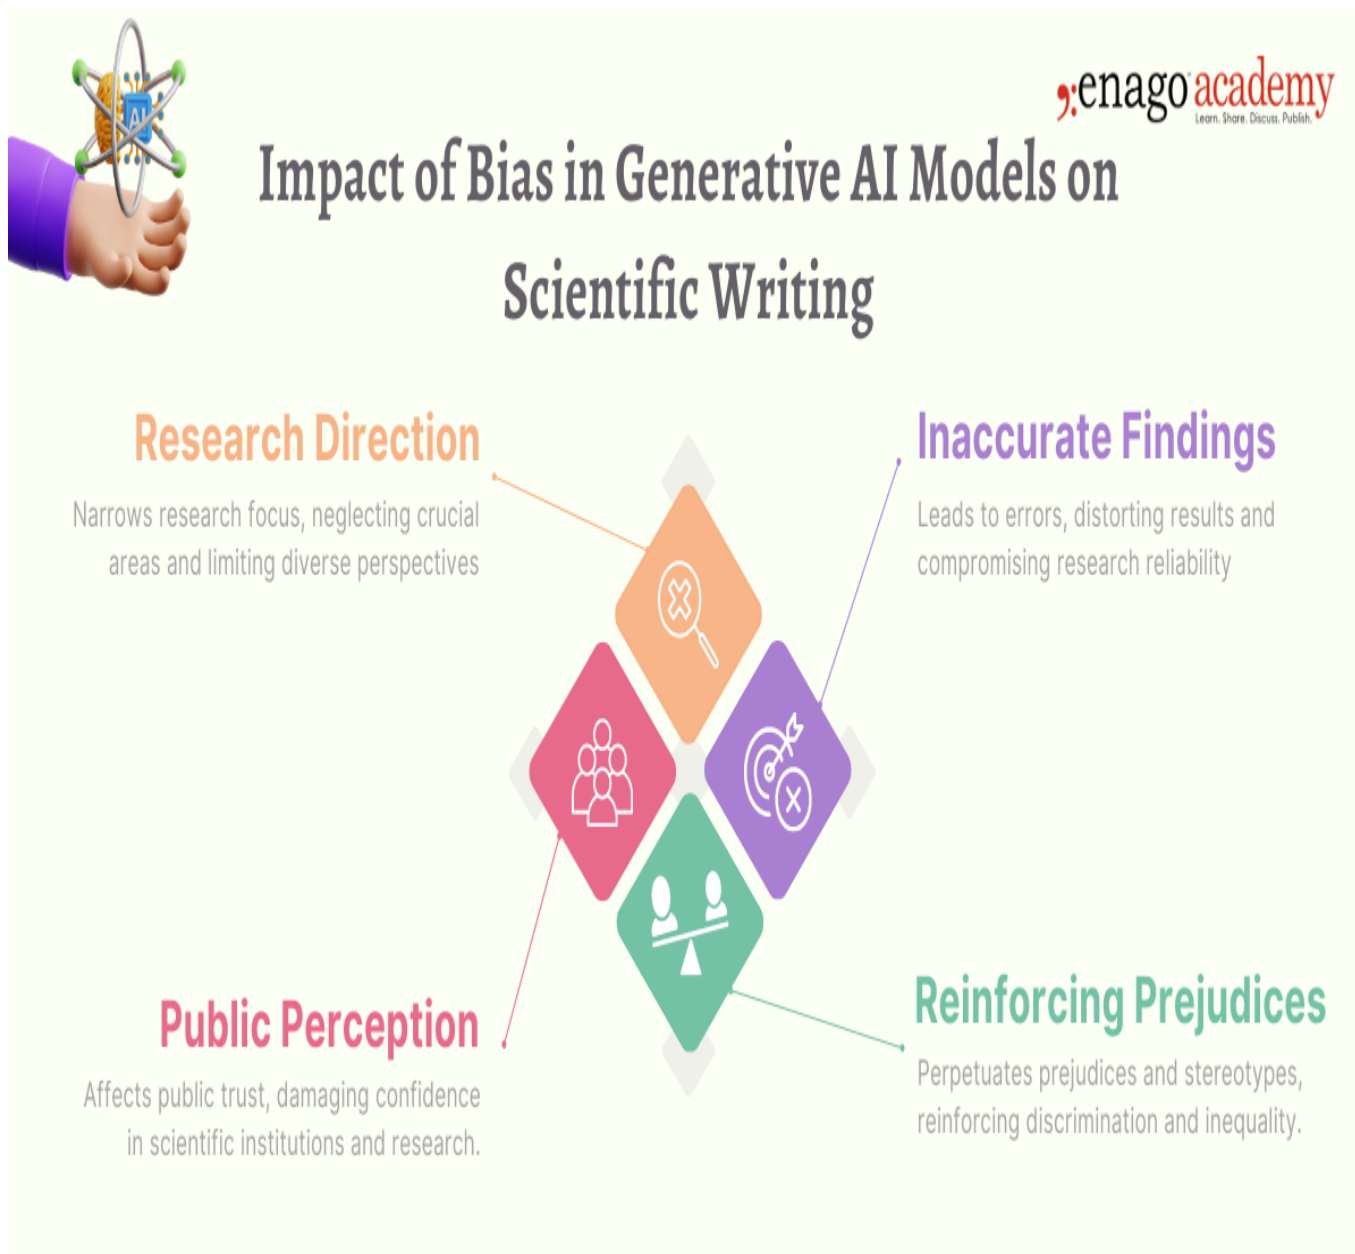 AI
enago academy
Learn. Share. Discuss. Publish.
Impact of Bias in Generative AI Models on
Scientific Writing
Research Direction
Narrows research focus, neglecting crucial
areas and limiting diverse perspectives
Inaccurate Findings
Leads to errors, distorting results and
compromising research reliability
Public Perception
Affects public trust, damaging confidence
in scientific institutions and research.
Reinforcing Prejudices
Perpetuates prejudices and stereotypes,
reinforcing discrimination and inequality.